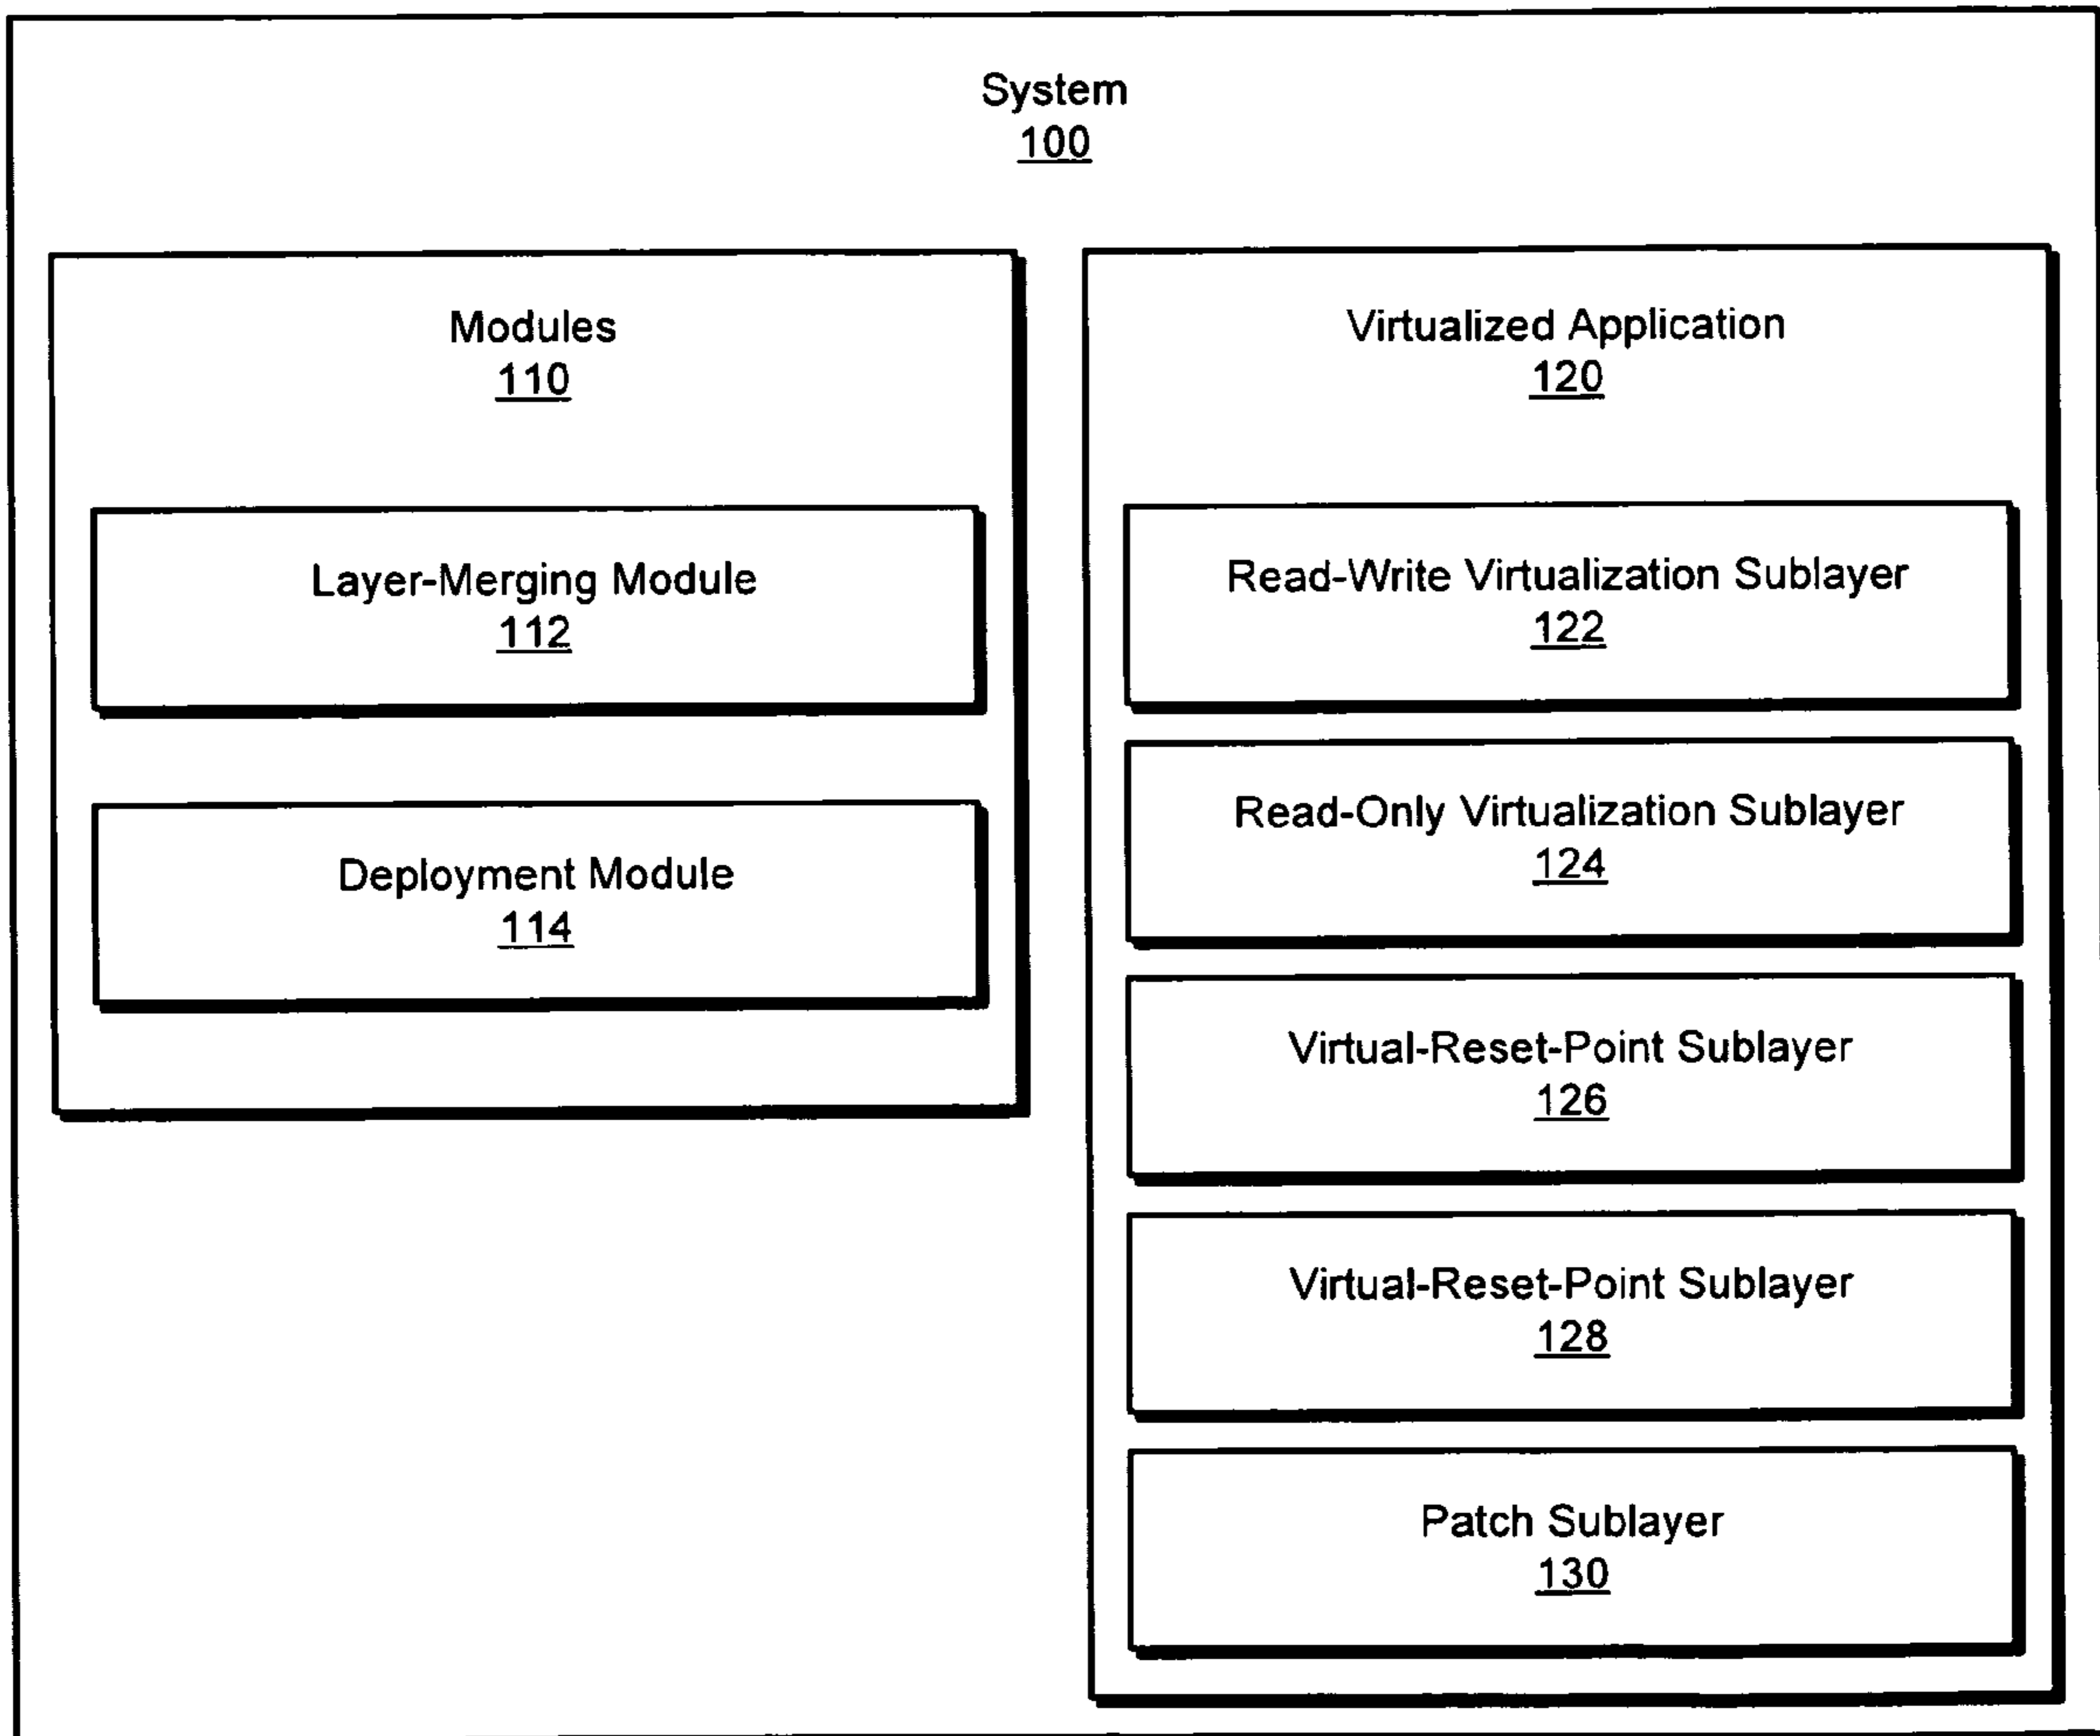 System
100
Modules
110
Layer-Merging Module
112
Deployment Module
114
Virtualized Application
120
Read-Write Virtualization Sublayer
122
Read-Only Virtualization Sublayer
124
Virtual-Reset-Point Sublayer
126
Virtual-Reset-Point Sublayer
128
Patch Sublayer
130